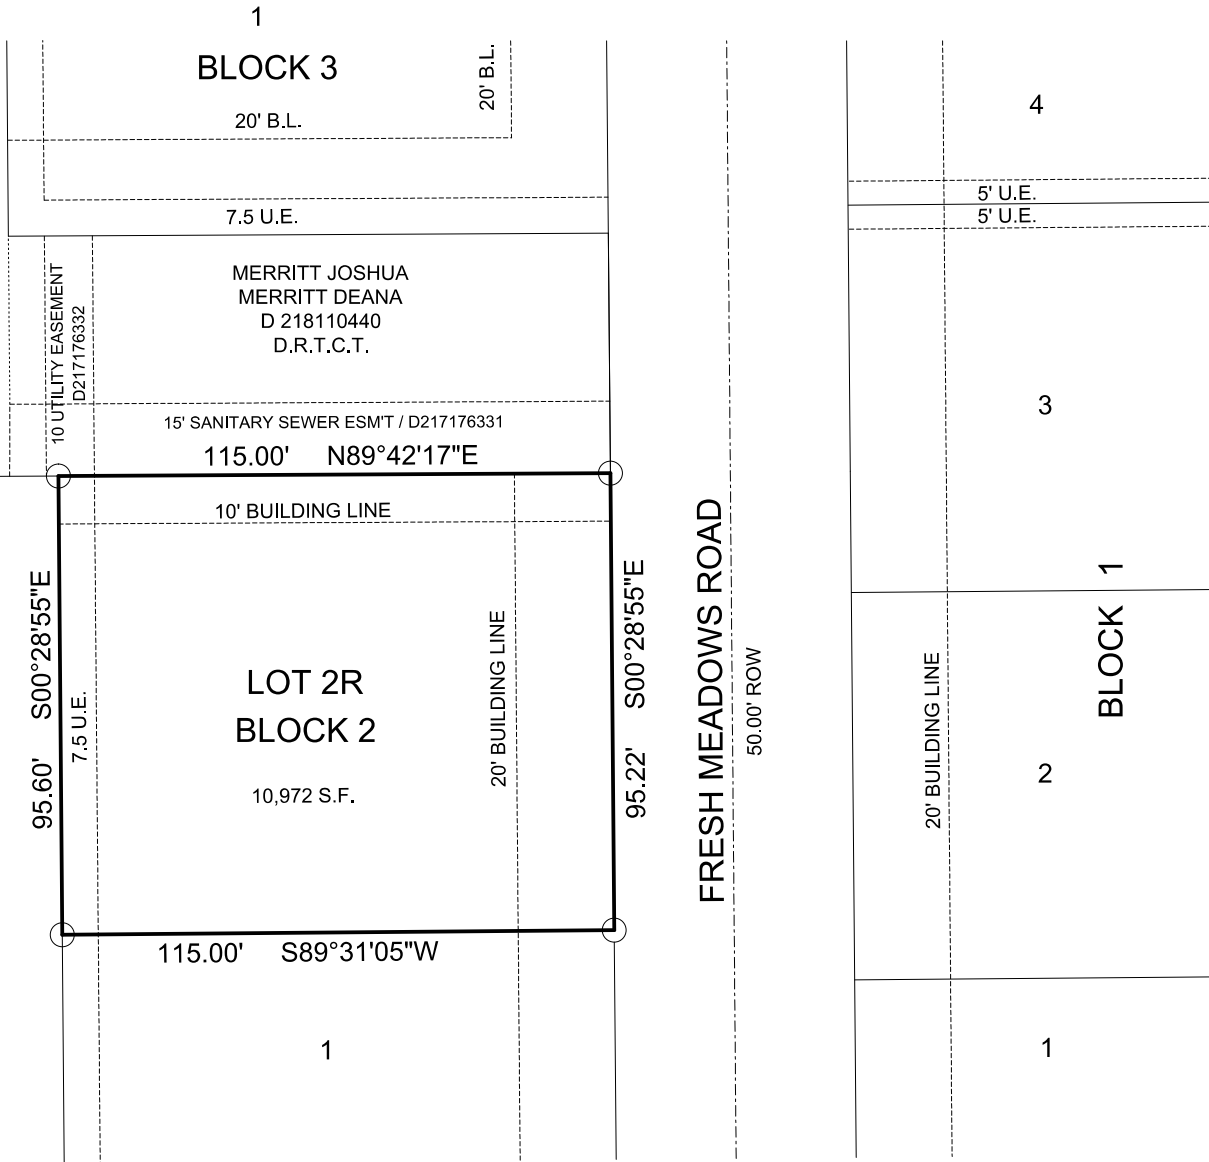 1
BLOCK 3
20' B.L.
20' B.L.
7.5 U.E.
4
5' U.E.
5' U.E.
10 UTILITY EASEMENT
D217176332
MERRITT JOSHUA
MERRITT DEANA
D 218110440
D.R.T.C.T.
15' SANITARY SEWER ESM'T / D217176331
115.00' N89°42'17"E
10' BUILDING LINE
3
95.60' S00°28'55"E
7.5 U.E.
LOT 2R
BLOCK 2
10,972 S.F.
20' BUILDING LINE
95.22' S00°28'55"E
FRESH MEADOWS ROAD
50.00' ROW
20' BUILDING LINE
BLOCK 1
2
115.00' S89°31'05"W
1
1